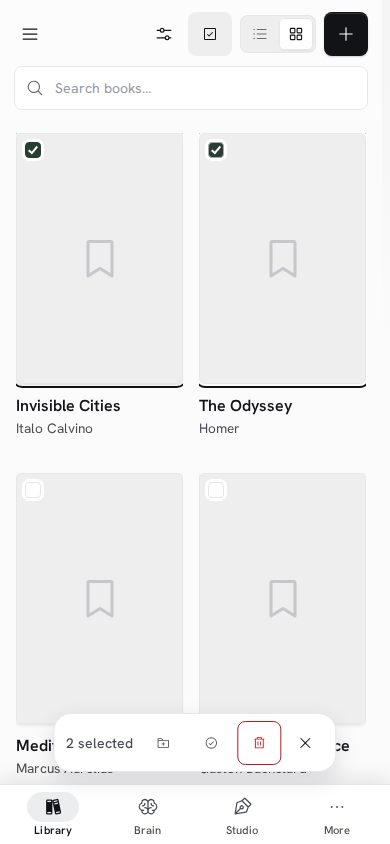 Search books...
Invisible Cities
The Odyssey
Italo Calvino
Homer
2 selected
Library
Brain
Studio
More